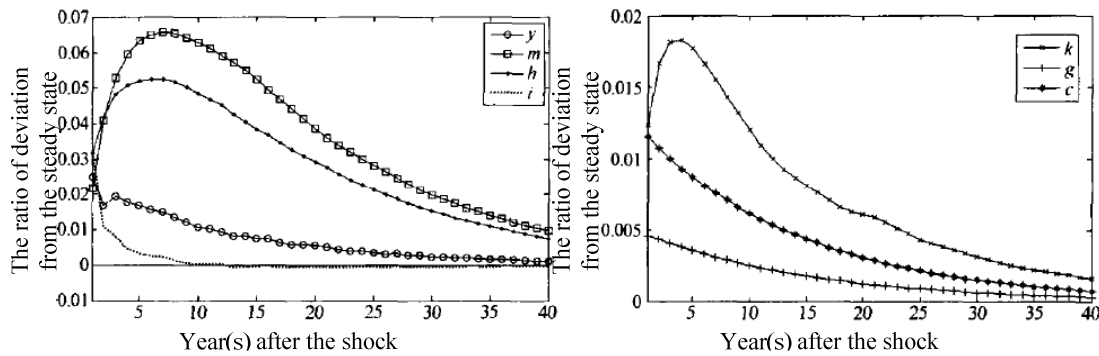 0.07
0.06
0.05
0.04
0.03
0.02
0.01
0
0.01
y
m
h
i
5 10 15 20 25 30 35 40
The ratio of deviation
from the steady state
Year(s) after the shock
0.02
0.015
0.01
0.005
0
k
g
c
5 10 15 20 25 30 35 40
The ratio of deviation
from the steady state
Year(s) after the shock